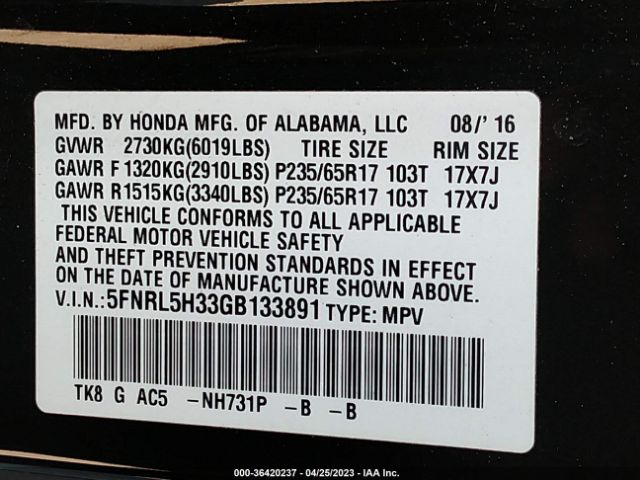 MFD. BY HONDA MFG. OF ALABAMA, LLC 08/' 16
GVWR 2730KG(6019LBS) TIRE SIZE RIM SIZE
GAWR F 1320KG(2910LBS) P235/65R17 103T 17X7J
GAWR R1515KG(3340LBS) P235/65R17 103T 17X7J
THIS VEHICLE CONFORMS TO ALL APPLICABLE
FEDERAL MOTOR VEHICLE SAFETY
AND THEFT PREVENTION STANDARDS IN EFFECT
ON THE DATE OF MANUFACTURE SHOWN ABOVE.
V.I.N.:5FNRL5H33GB133891 TYPE: MPV
TK8 G AC5 -NH731P -B -B
000-36420237 - 04/25/2023 - IAA Inc.